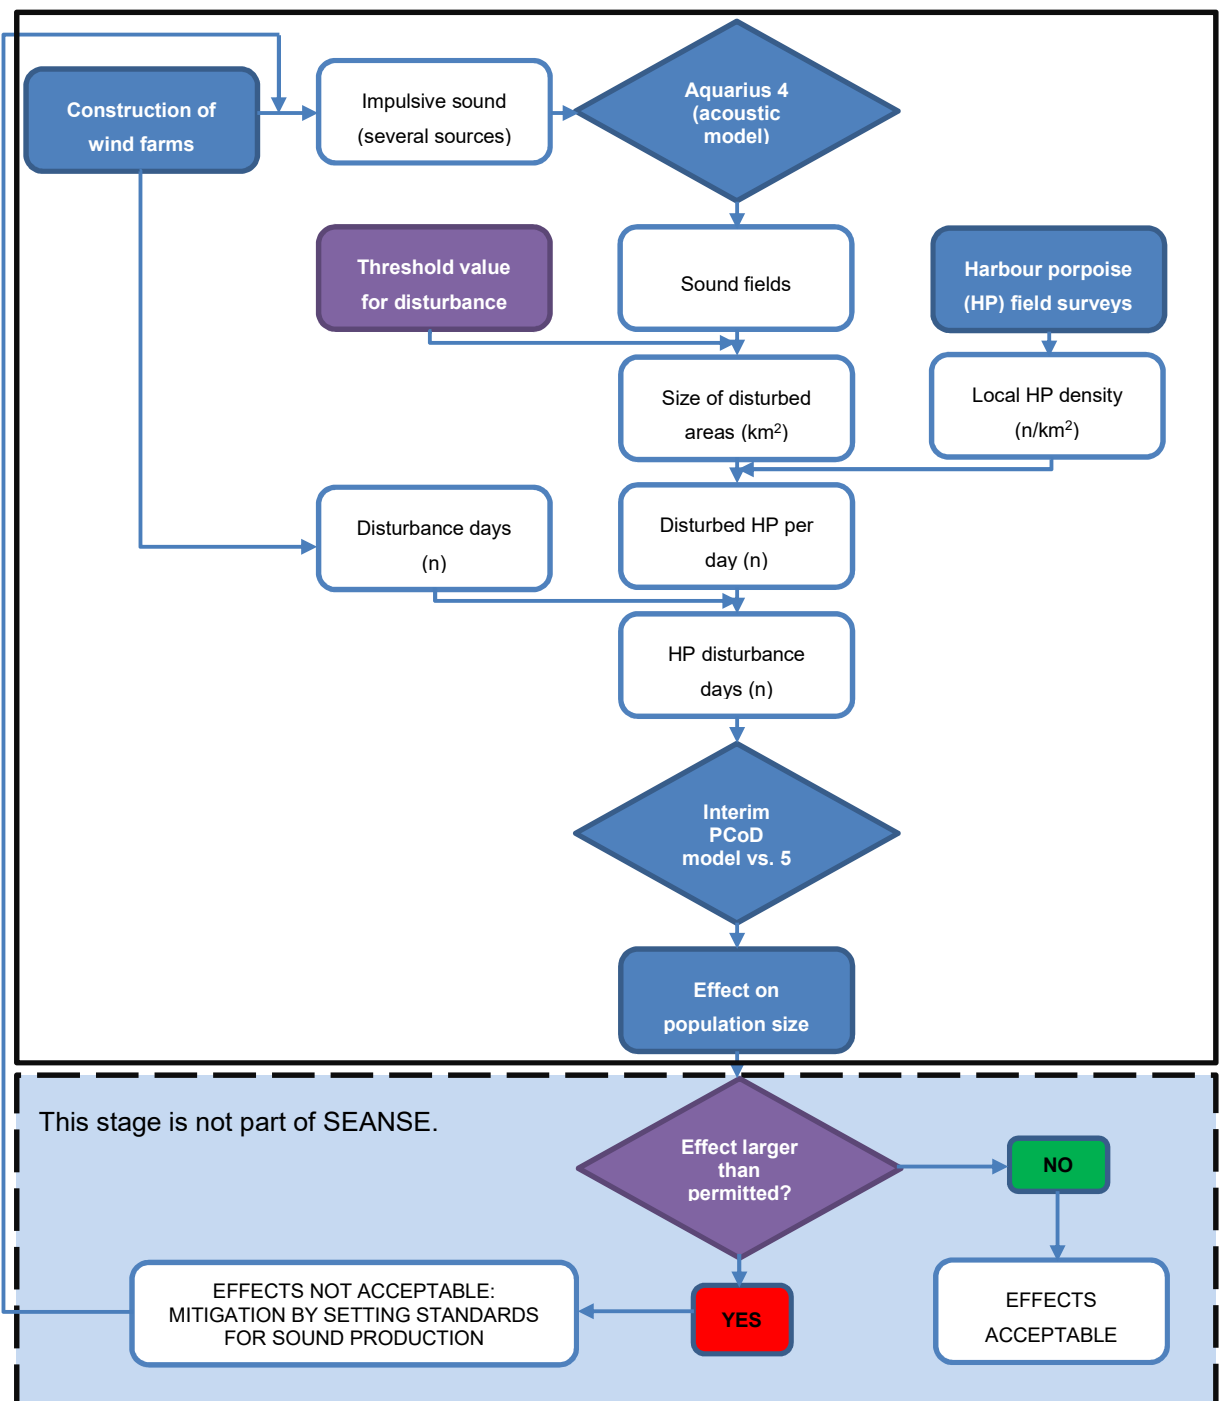 Construction of
wind farms
Impulsive sound
(several sources)
Aquarius 4
(acoustic
model)
Threshold value
for disturbance
Sound fields
Harbour porpoise
(HP) field surveys
Size of disturbed
areas (km²)
Local HP density
(n/km²)
Disturbance days
(n)
Disturbed HP per
day (n)
HP disturbance
days (n)
Interim
PCoD
model vs. 5
Effect on
population size
This stage is not part of SEANSE.
Effect larger
than
permitted?
NO
YES
EFFECTS NOT ACCEPTABLE:
MITIGATION BY SETTING STANDARDS
FOR SOUND PRODUCTION
EFFECTS
ACCEPTABLE